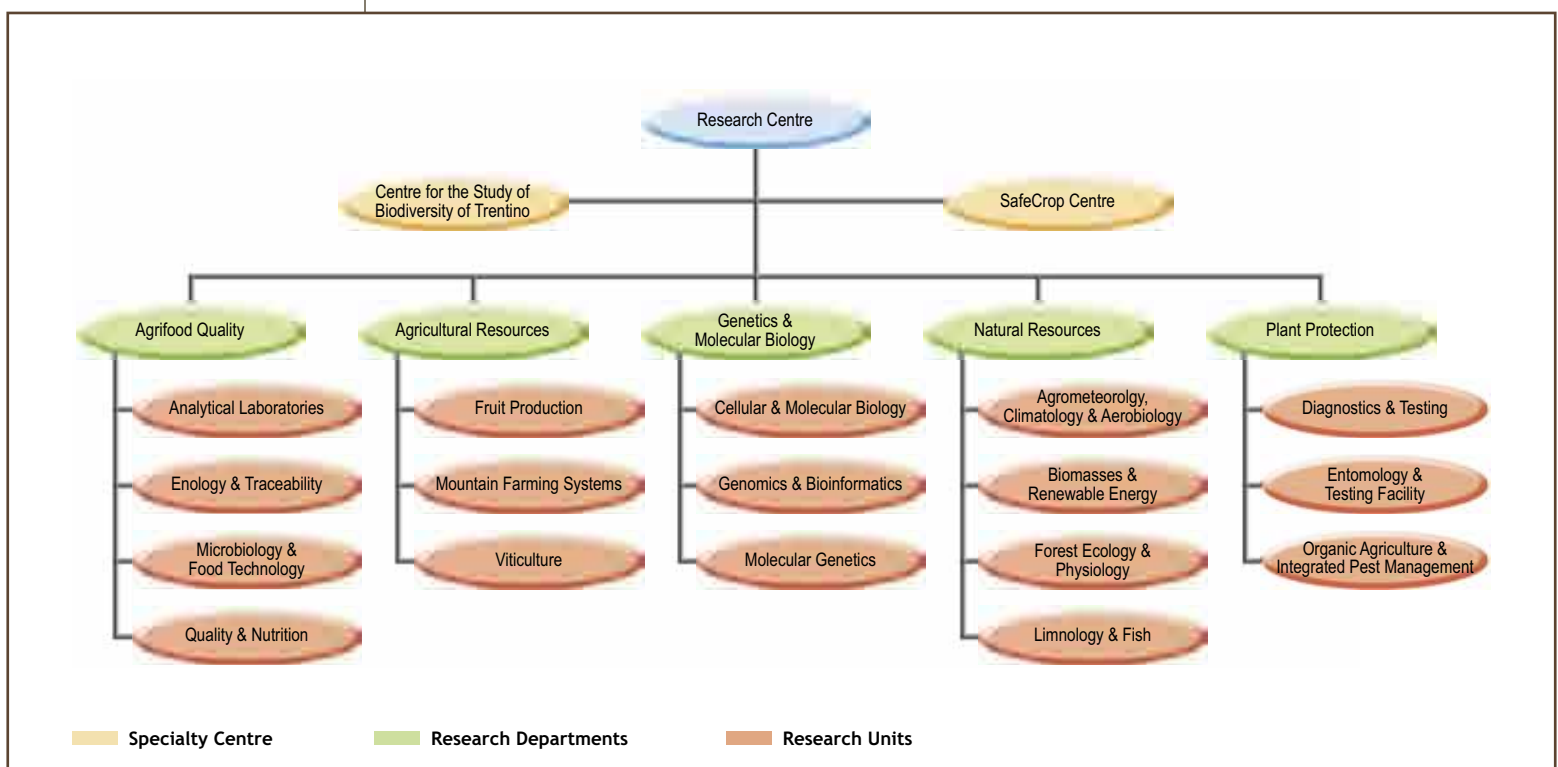 Research Centre
Centre for the Study of
Biodiversity of Trentino
SafeCrop Centre
Agrifood Quality
Agricultural Resources
Genetics &
Molecular Biology
Natural Resources
Plant Protection
Analytical Laboratories
Fruit Production
Cellular & Molecular Biology
Agrometeorolgy,
Climatology & Aerobiology
Diagnostics & Testing
Enology & Traceability
Mountain Farming Systems
Genomics & Bioinformatics
Biomasses &
Renewable Energy
Entomology &
Testing Facility
Microbiology &
Food Technology
Viticulture
Molecular Genetics
Forest Ecology &
Physiology
Organic Agriculture &
Integrated Pest Management
Quality & Nutrition
Limnology & Fish
Specialty Centre
Research Departments
Research Units